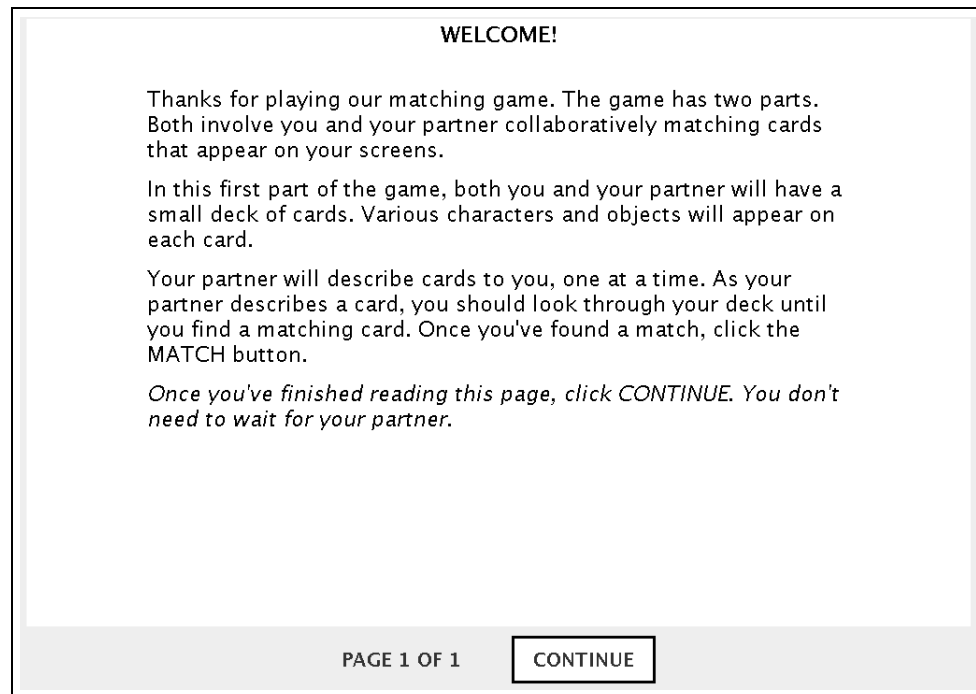 WELCOME!
Thanks for playing our matching game. The game has two parts.
Both involve you and your partner collaboratively matching cards
that appear on your screens.
In this first part of the game, both you and your partner will have a
small deck of cards. Various characters and objects will appear on
each card.
Your partner will describe cards to you, one at a time. As your
partner describes a card, you should look through your deck until
you find a matching card. Once you've found a match, click the
MATCH button.
Once you've finished reading this page, click CONTINUE. You don't
need to wait for your partner.
PAGE 1 OF 1 CONTINUE